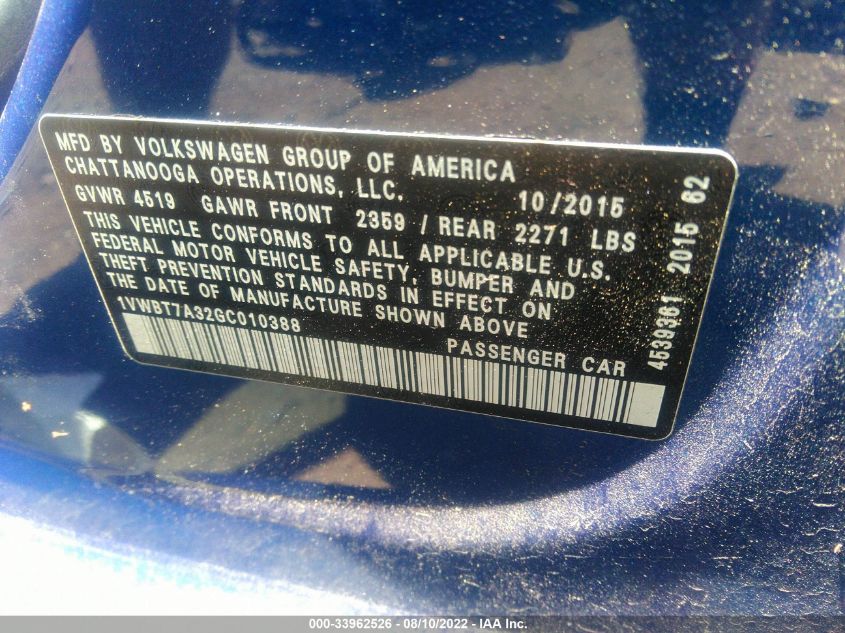 MFD BY VOLKSWAGEN GROUP OF AMERICA
CHATTANOOGA OPERATIONS, LLC. 10/2015
GVWR 4519 GAWR FRONT 2359 / REAR 2271 LBS
THIS VEHICLE CONFORMS TO ALL APPLICABLE U.S.
FEDERAL MOTOR VEHICLE SAFETY, BUMPER AND
THEFT PREVENTION STANDARDS IN EFFECT ON
THE DATE OF MANUFACTURE SHOWN ABOVE
1VWBT7A32GC010388
PASSENGER CAR
4539361 2015 62
000-33962526 - 08/10/2022 - IAA Inc.